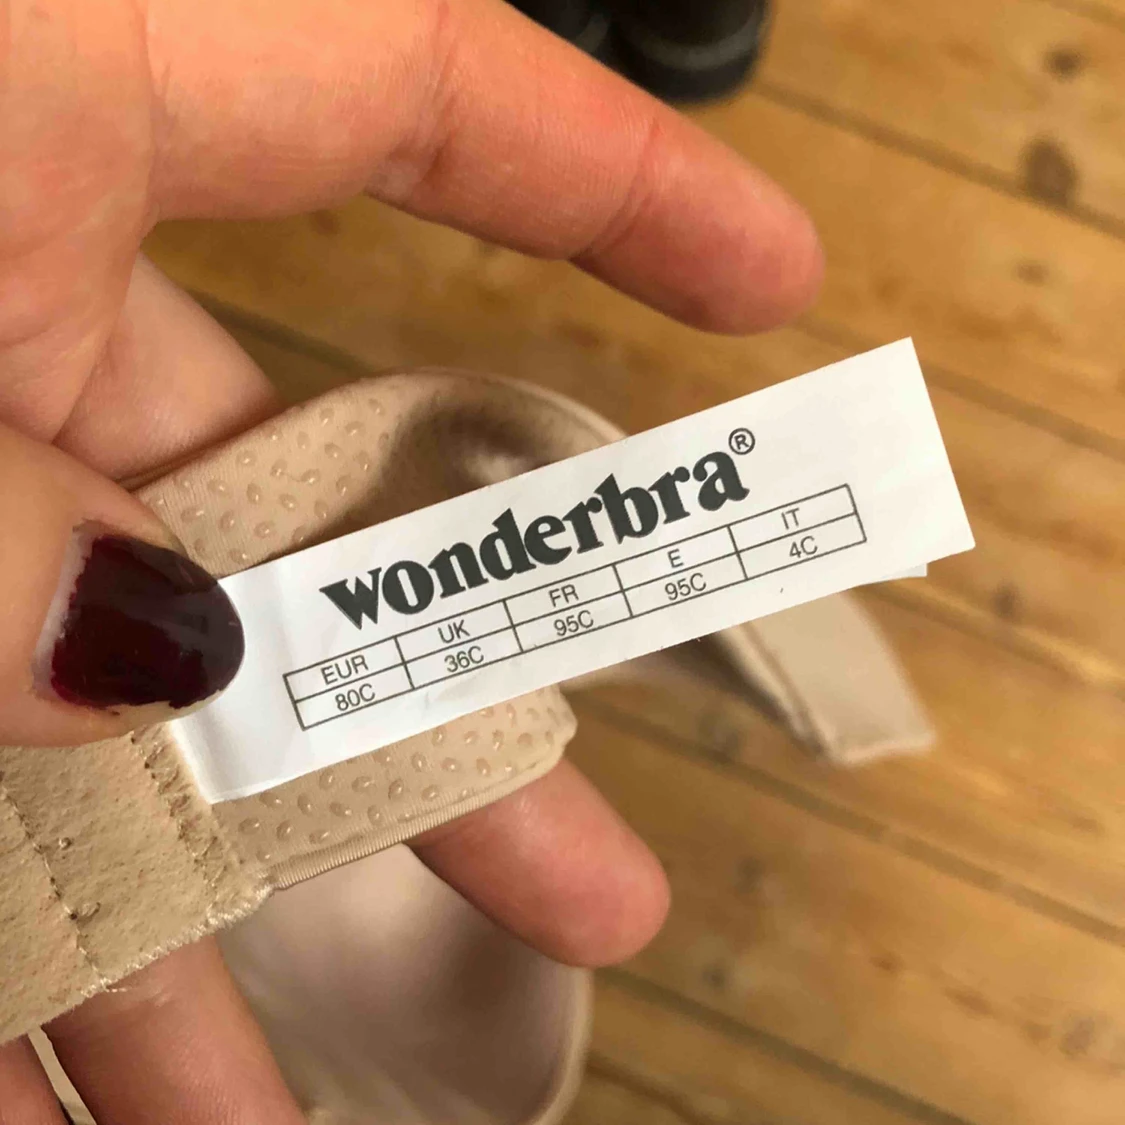 wonderbra®
EUR UK FR E IT
80C 36C 95C 95C 4C